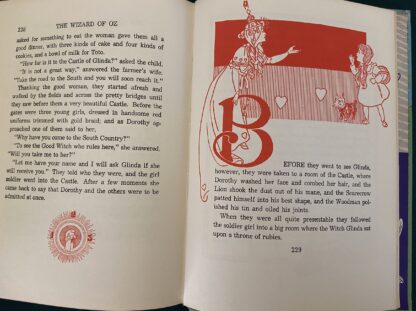 228 THE WIZARD OF OZ
asked for something to eat the woman gave them all a
good dinner, with three kinds of cake and four kinds of
cookies, and a bowl of milk for Toto.
"How far is it to the Castle of Glinda?" asked the child.
"It is not a great way," answered the farmer's wife.
"Take the road to the South and you will soon reach it."
Thanking the good woman, they started afresh and
walked by the fields and across the pretty bridges until
they saw before them a very beautiful Castle. Before the
gates were three young girls, dressed in handsome red
uniforms trimmed with gold braid; and as Dorothy ap-
proached one of them said to her,
"Why have you come to the South Country?"
"To see the Good Witch who rules here," she answered.
"Will you take me to her?"
"Let me have your name and I will ask Glinda if she
will receive you." They told who they were, and the girl
soldier went into the Castle. After a few moments she
came back to say that Dorothy and the others were to be
admitted at once.
BEFORE they went to see Glinda,
however, they were taken to a room of the Castle, where
Dorothy washed her face and combed her hair, and the
Lion shook the dust out of his mane, and the Scarecrow
patted himself into his best shape, and the Woodman pol-
ished his tin and oiled his joints.
When they were all quite presentable they followed
the soldier girl into a big room where the Witch Glinda sat
upon a throne of rubies.
229